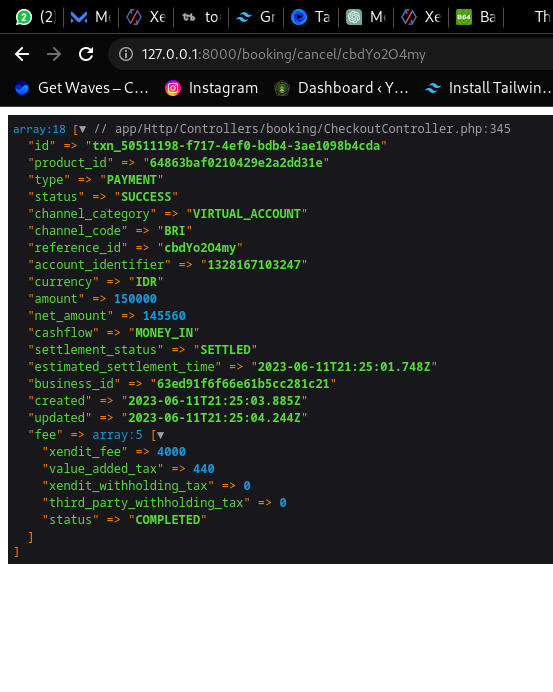 2 (2)
Me
Xe
to
Gr
Ta
Me
Xe
B64 Ba
Th
127.0.0.1:8000/booking/cancel/cbdYo2O4my
Get Waves – C...
Instagram
Dashboard ‹ Y...
Install Tailwin...
array:18 [▼ // app/Http/Controllers/booking/CheckoutController.php:345
"id" => "txn_50511198-f717-4ef0-bdb4-3ae1098b4cda"
"product_id" => "64863baf0210429e2a2dd31e"
"type" => "PAYMENT"
"status" => "SUCCESS"
"channel_category" => "VIRTUAL_ACCOUNT"
"channel_code" => "BRI"
"reference_id" => "cbdYo2O4my"
"account_identifier" => "1328167103247"
"currency" => "IDR"
"amount" => 150000
"net_amount" => 145560
"cashflow" => "MONEY_IN"
"settlement_status" => "SETTLED"
"estimated_settlement_time" => "2023-06-11T21:25:01.748Z"
"business_id" => "63ed91f6f66e61b5cc281c21"
"created" => "2023-06-11T21:25:03.885Z"
"updated" => "2023-06-11T21:25:04.244Z"
"fee" => array:5 [▼
"xendit_fee" => 4000
"value_added_tax" => 440
"xendit_withholding_tax" => 0
"third_party_withholding_tax" => 0
"status" => "COMPLETED"
]
]